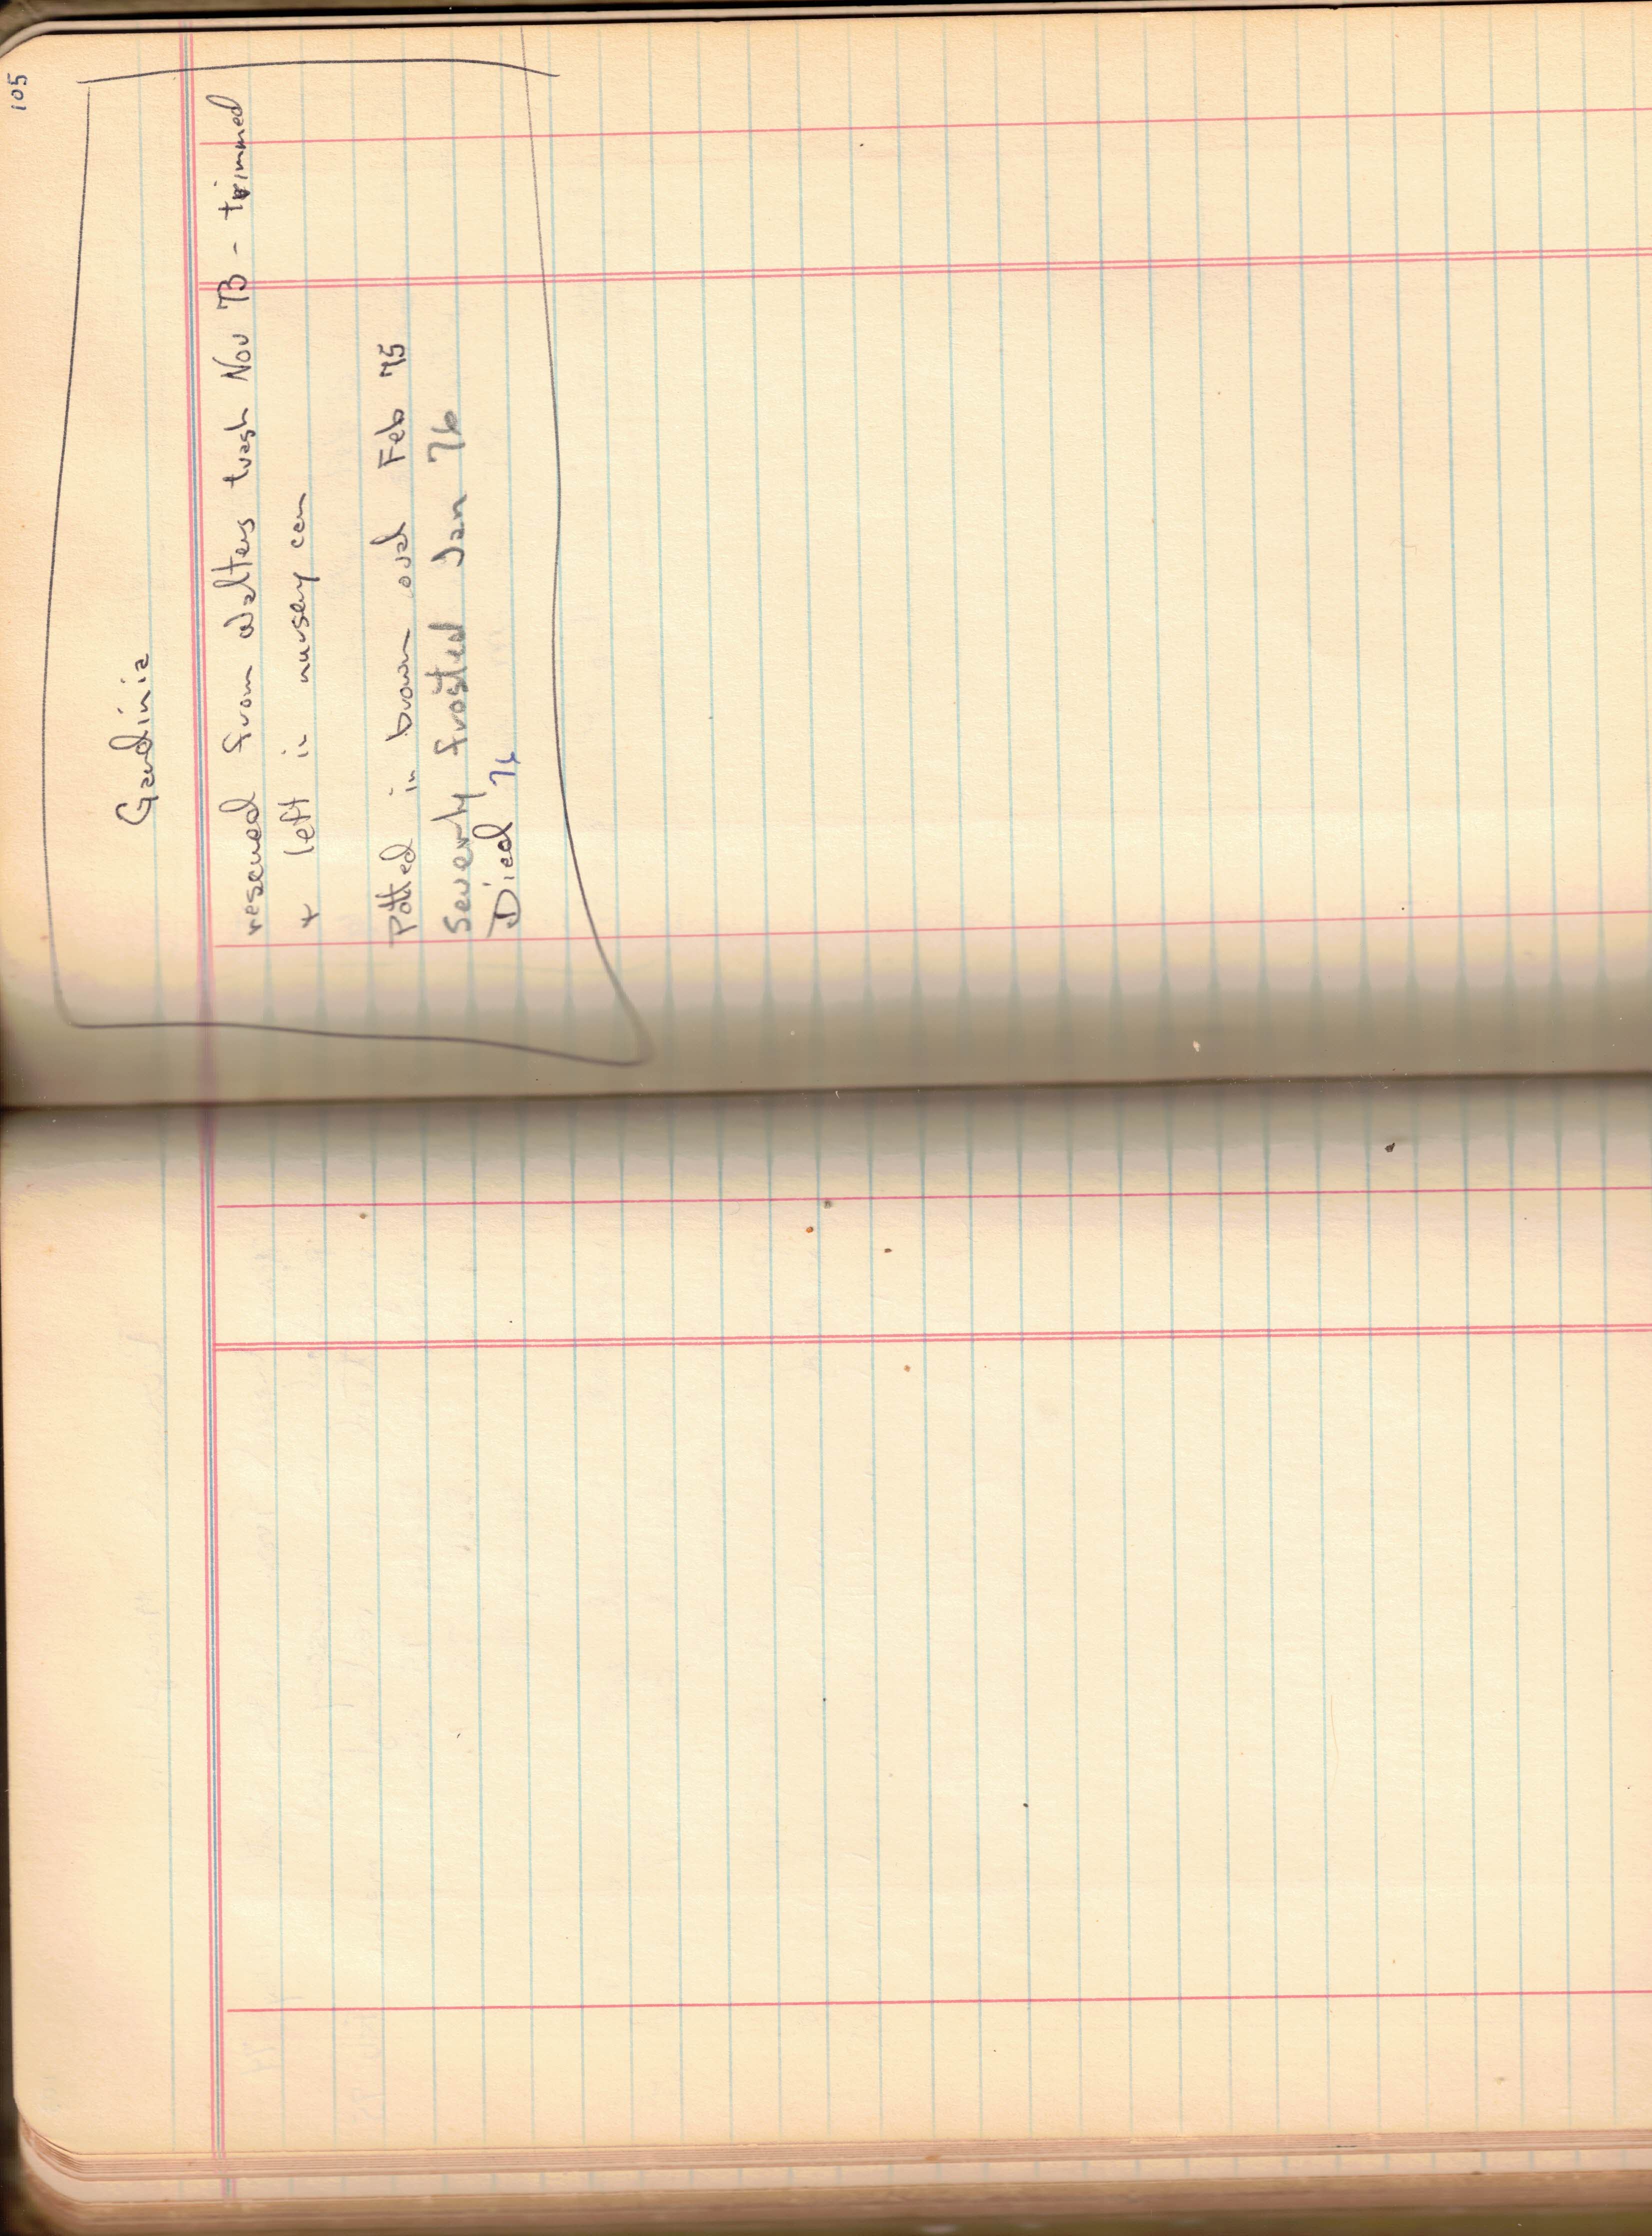 105
Gardinia
rescued from Walters trash Nov 73 - trimmed
+ left in nursery can
Potted in brown oval Feb 75
Severly frosted Jan 76
Died 76